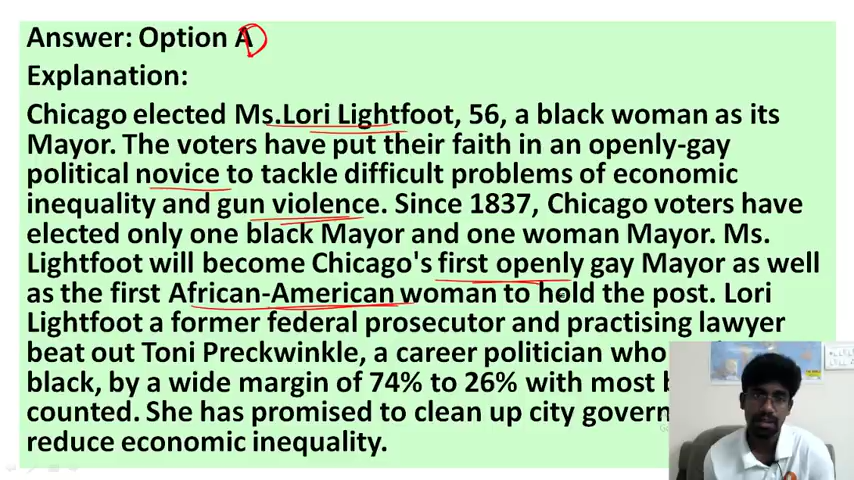 Answer: Option A
Explanation:
Chicago elected Ms.Lori Lightfoot, 56, a black woman as its
Mayor. The voters have put their faith in an openly-gay
political novice to tackle difficult problems of economic
inequality and gun violence. Since 1837, Chicago voters have
elected only one black Mayor and one woman Mayor. Ms.
Lightfoot will become Chicago's first openly gay Mayor as well
as the first African-American woman to hold the post. Lori
Lightfoot a former federal prosecutor and practising lawyer
beat out Toni Preckwinkle, a career politician who
black, by a wide margin of 74% to 26% with most
counted. She has promised to clean up city
reduce economic inequality.